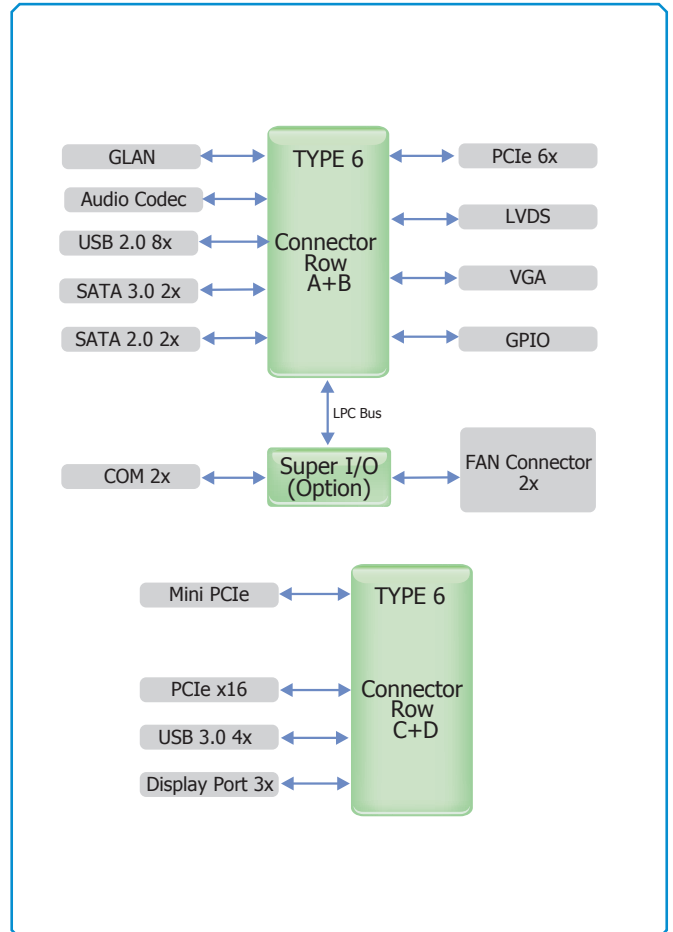 GLAN
Audio Codec
USB 2.0 8x
SATA 3.0 2x
SATA 2.0 2x
TYPE 6
Connector
Row
A+B
PCIe 6x
LVDS
VGA
GPIO
LPC Bus
COM 2x
Super I/O
(Option)
FAN Connector
2x
Mini PCIe
PCIe x16
USB 3.0 4x
Display Port 3x
TYPE 6
Connector
Row
C+D